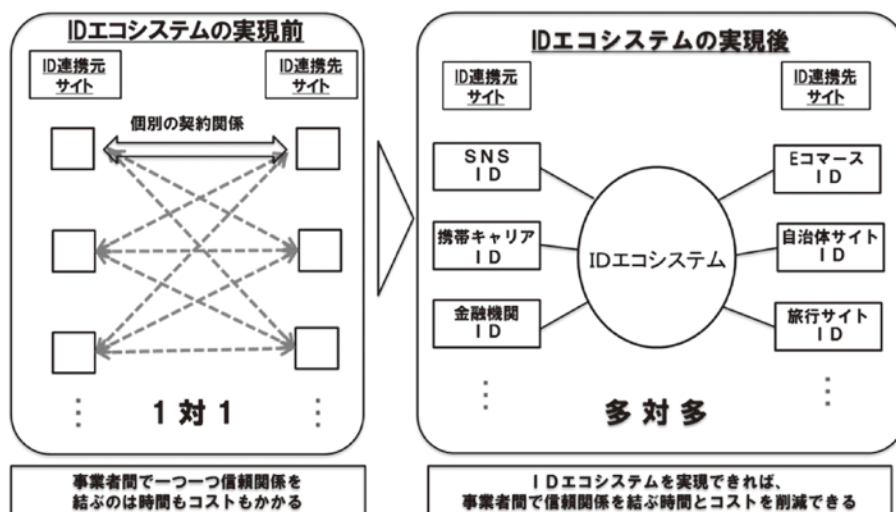 IDエコシステムの実現前
ID連携元
サイト
ID連携先
サイト
個別の契約関係
1対1
事業者間で一つ一つ信頼関係を
結ぶのは時間もコストもかかる
IDエコシステムの実現後
ID連携元
サイト
ID連携先
サイト
SNS
ID
携帯キャリア
ID
金融機関
ID
IDエコシステム
Eコマース
ID
自治体サイト
ID
旅行サイト
ID
多対多
IDエコシステムを実現できれば、
事業者間で信頼関係を結ぶ時間とコストを削減できる